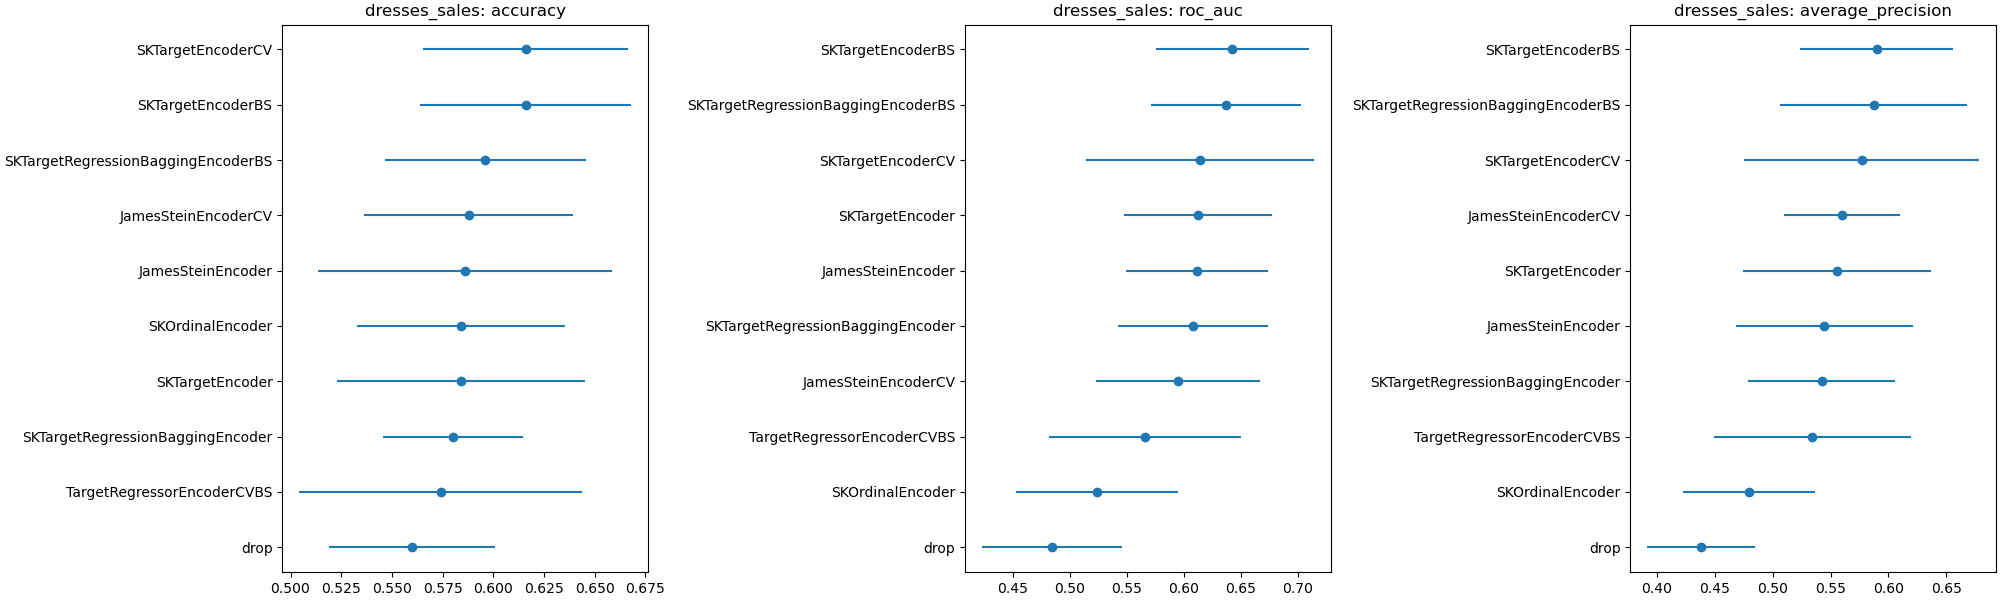 dresses_sales: accuracy
SKTargetEncoderCV
SKTargetEncoderBS
SKTargetRegressionBaggingEncoderBS
JamesSteinEncoderCV
JamesSteinEncoder
SKOrdinalEncoder
SKTargetEncoder
SKTargetRegressionBaggingEncoder
TargetRegressorEncoderCVBS
drop
0.500 0.525 0.550 0.575 0.600 0.625 0.650 0.675
dresses_sales: roc_auc
SKTargetEncoderBS
SKTargetRegressionBaggingEncoderBS
SKTargetEncoderCV
SKTargetEncoder
JamesSteinEncoder
SKTargetRegressionBaggingEncoder
JamesSteinEncoderCV
TargetRegressorEncoderCVBS
SKOrdinalEncoder
drop
0.45 0.50 0.55 0.60 0.65 0.70
dresses_sales: average_precision
SKTargetEncoderBS
SKTargetRegressionBaggingEncoderBS
SKTargetEncoderCV
JamesSteinEncoderCV
SKTargetEncoder
JamesSteinEncoder
SKTargetRegressionBaggingEncoder
TargetRegressorEncoderCVBS
SKOrdinalEncoder
drop
0.40 0.45 0.50 0.55 0.60 0.65